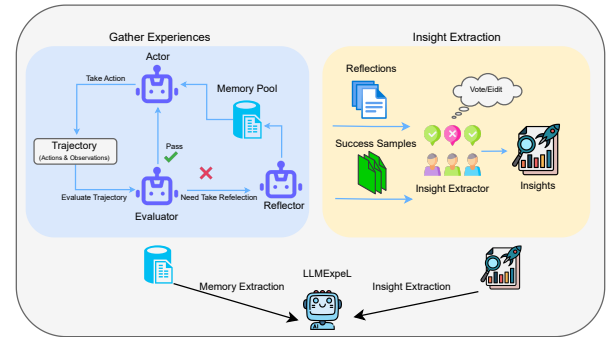 Gather Experiences
Actor
Take Action
Memory Pool
Trajectory
(Actions & Observations)
Pass
Evaluate Trajectory
Evaluator
Need Take Refelection
Reflector
Insight Extraction
Reflections
Vote/Eidit
Success Samples
Insight Extractor
Insights
Memory Extraction
LLMExpeL
Insight Extraction
AI